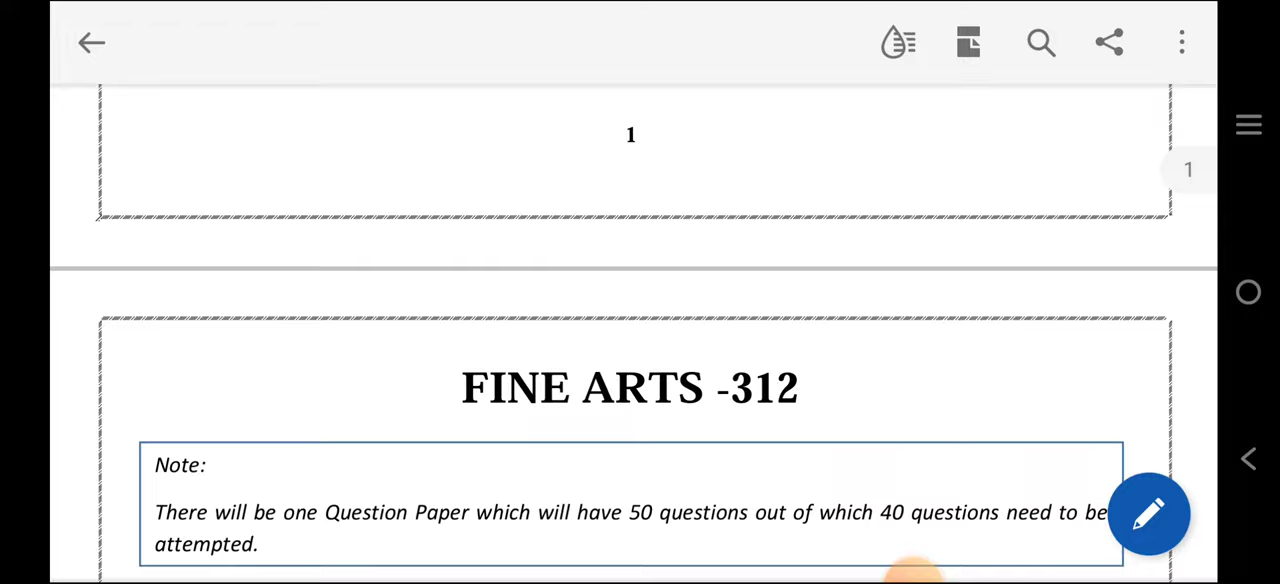 1
1
FINE ARTS -312
Note:
There will be one Question Paper which will have 50 questions out of which 40 questions need to be
attempted.